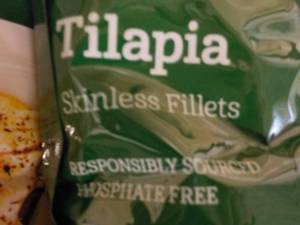 Tilapia
Skinless Fillets
RESPONSIBLY SOURCED
PHOSPHATE FREE